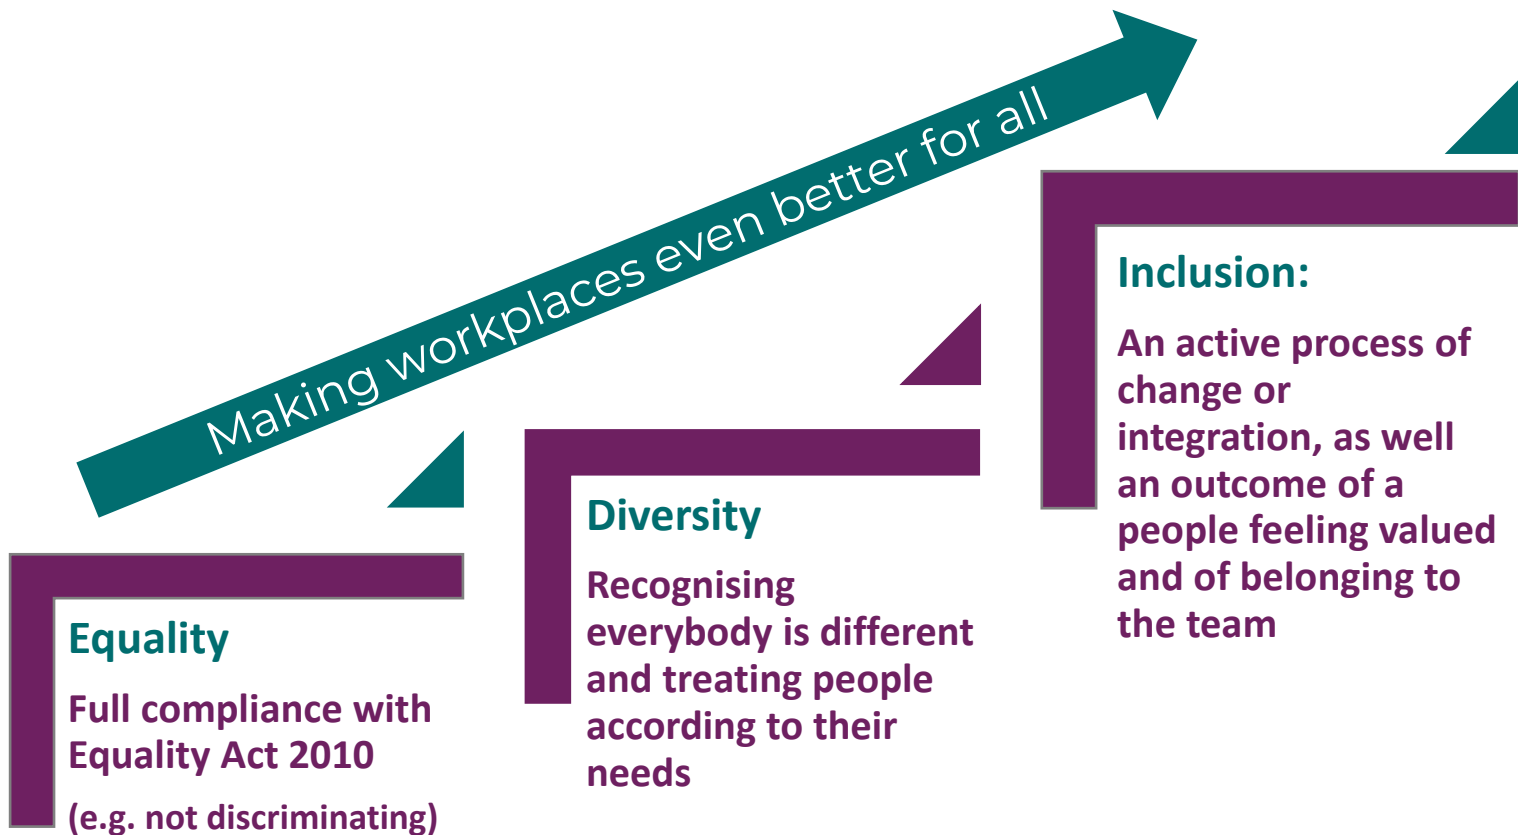 Making workplaces even better for all
Equality
Full compliance with
Equality Act 2010
(e.g. not discriminating)
Diversity
Recognising
everybody is different
and treating people
according to their
needs
Inclusion:
An active process of
change or
integration, as well
an outcome of a
people feeling valued
and of belonging to
the team